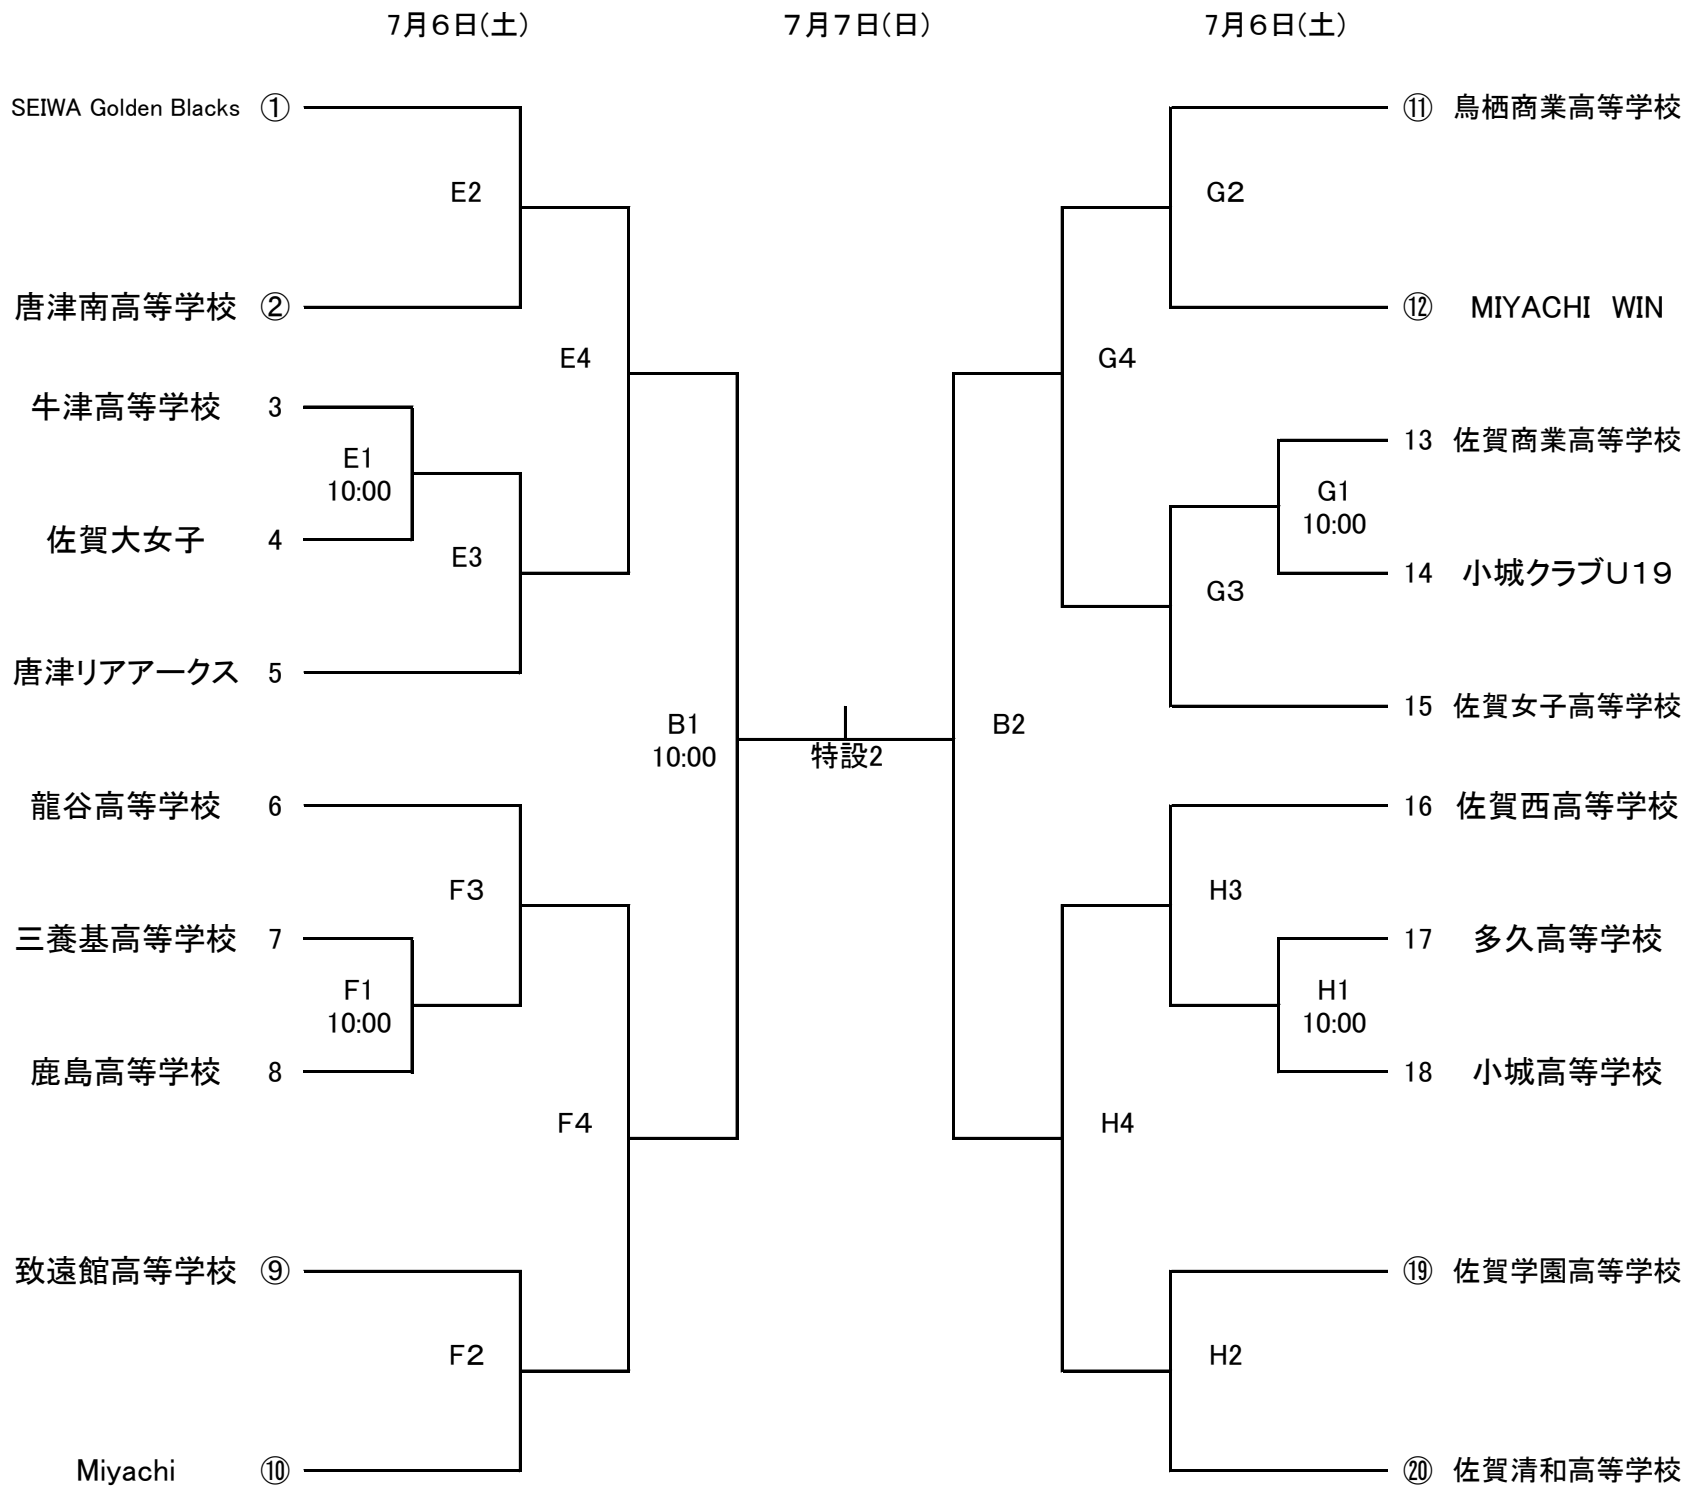 7月6日(土)
7月7日(日)
7月6日(土)
SEIWA Golden Blacks ①
E2
唐津南高等学校 ②
E4
牛津高等学校 3
E1
10:00
佐賀大女子 4
E3
唐津リアアークス 5
B1
10:00
龍谷高等学校 6
F3
三養基高等学校 7
F1
10:00
鹿島高等学校 8
F4
致遠館高等学校 ⑨
F2
Miyachi ⑩
特設2
⑪ 鳥栖商業高等学校
G2
⑫ MIYACHI　WIN
G4
13 佐賀商業高等学校
G1
10:00
14 小城クラブU19
G3
15 佐賀女子高等学校
B2
16 佐賀西高等学校
H3
17 多久高等学校
H1
10:00
18 小城高等学校
H4
⑲ 佐賀学園高等学校
H2
⑳ 佐賀清和高等学校